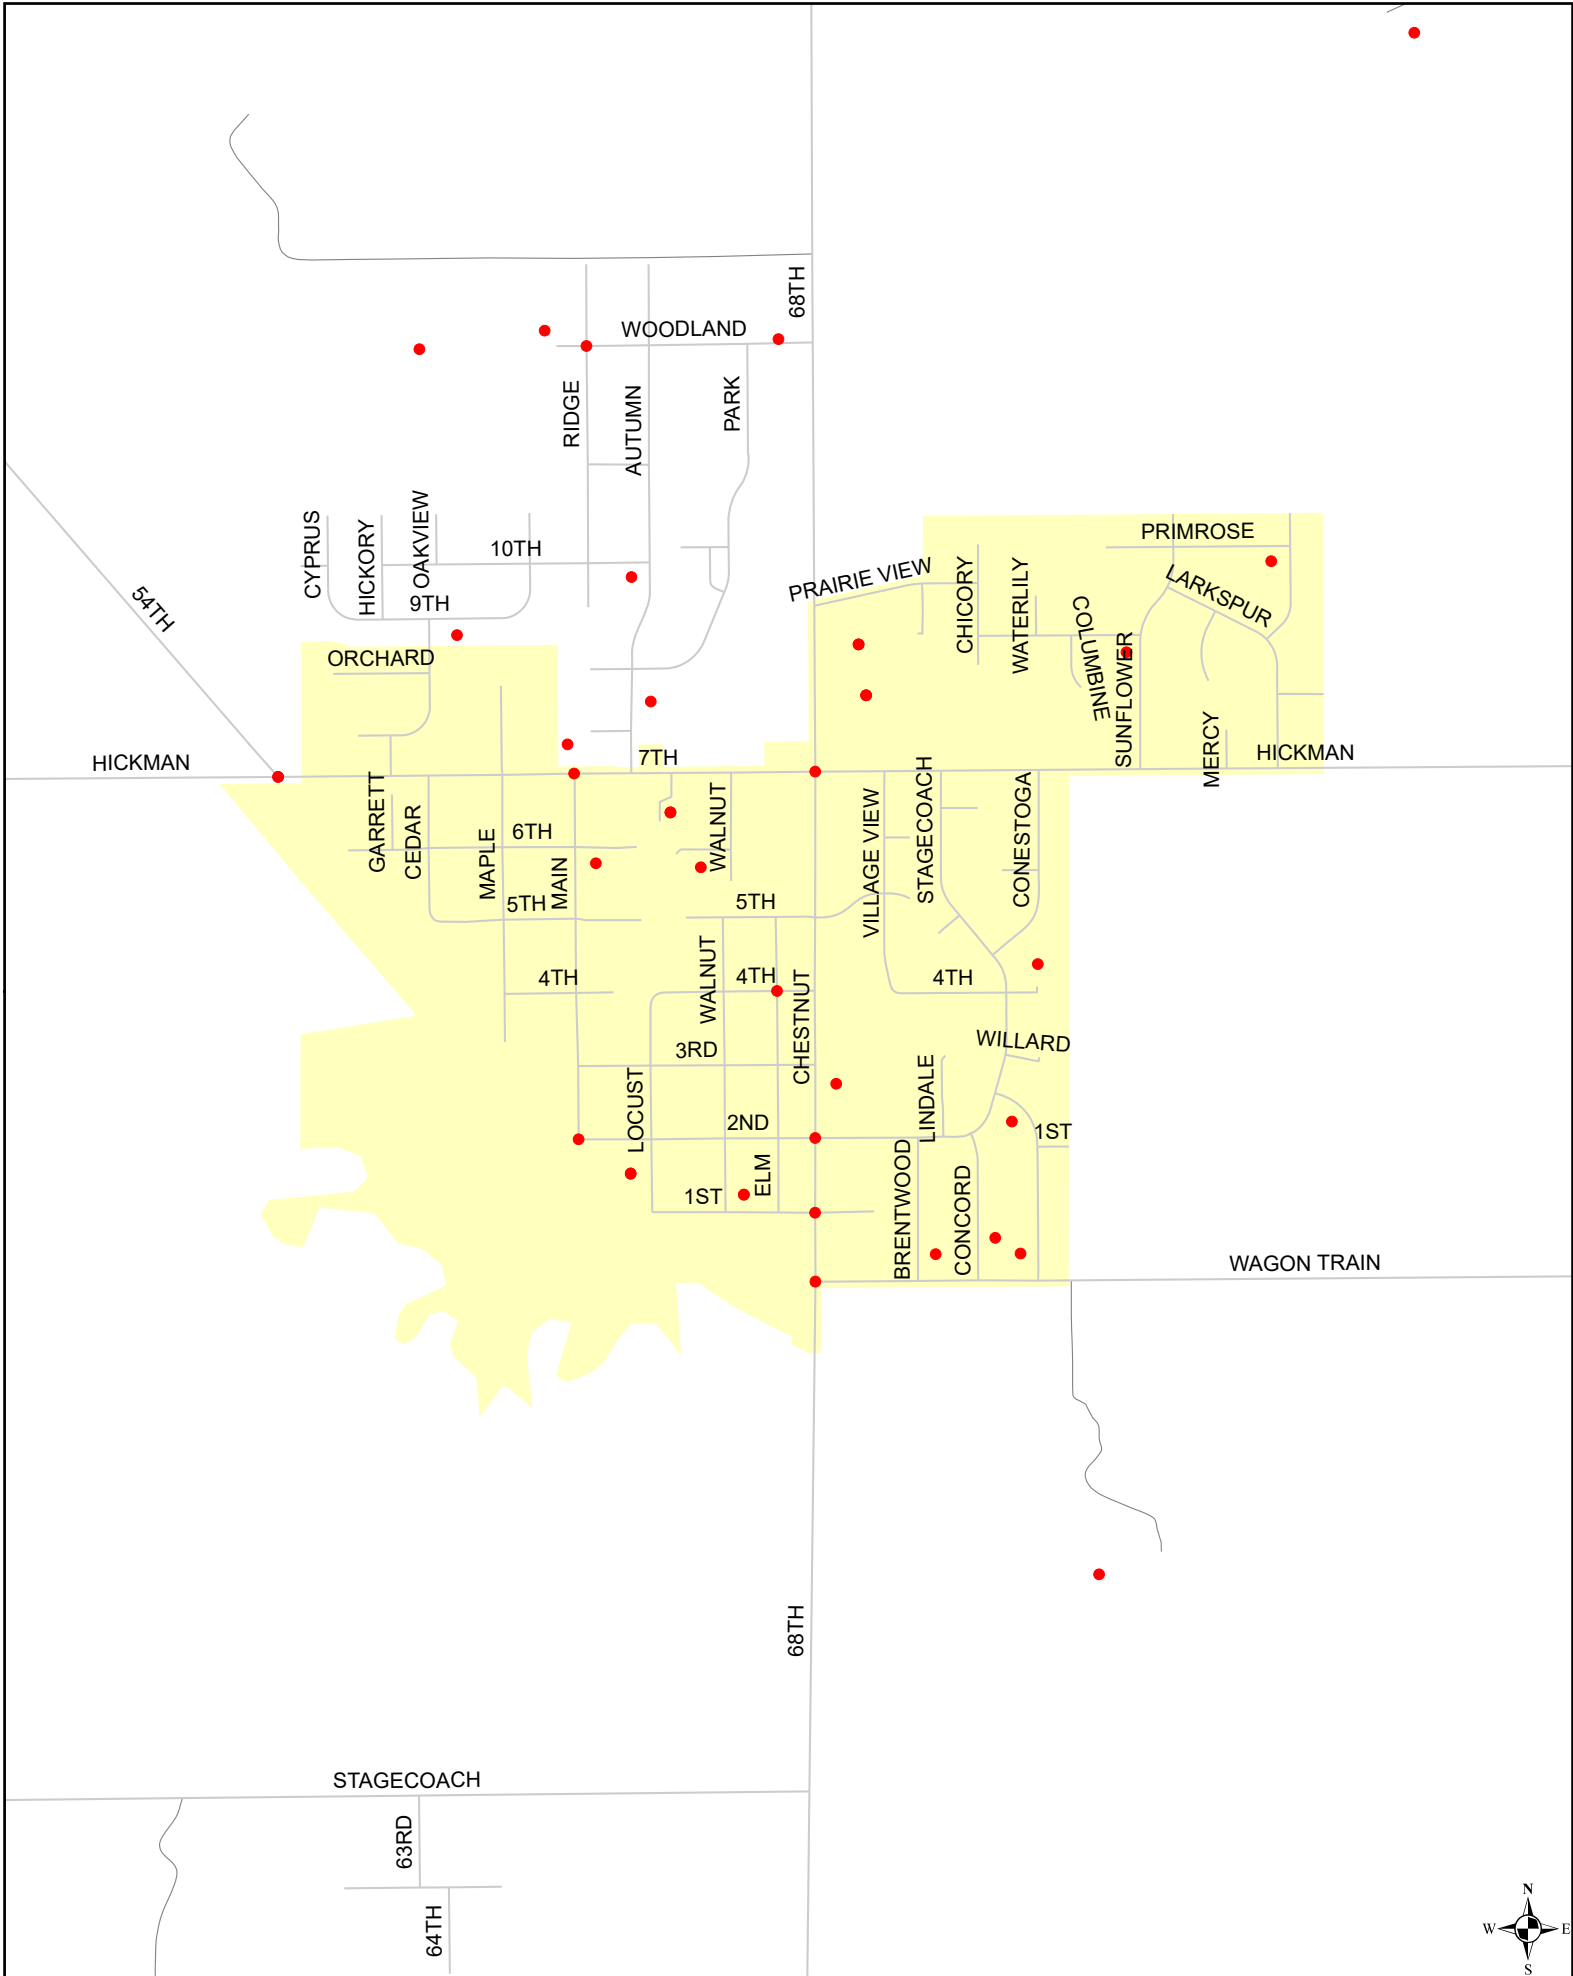 68TH
WOODLAND
RIDGE
AUTUMN
PARK
CYPRUS
HICKORY
OAKVIEW
10TH
9TH
54TH
ORCHARD
PRIMROSE
PRAIRIE VIEW
CHICORY
WATERLILY
COLUMBINE
SUNFLOWER
LARKSPUR
MERCY
HICKMAN
7TH
HICKMAN
GARRETT
CEDAR
MAPLE
6TH
MAIN
WALNUT
VILLAGE VIEW
STAGECOACH
CONESTOGA
5TH
5TH
4TH
WALNUT
4TH
CHESTNUT
4TH
3RD
WILLARD
LOCUST
LINDALE
2ND
1ST
ELM
1ST
BRENTWOOD
CONCORD
WAGON TRAIN
68TH
STAGECOACH
63RD
64TH
N
W E
S